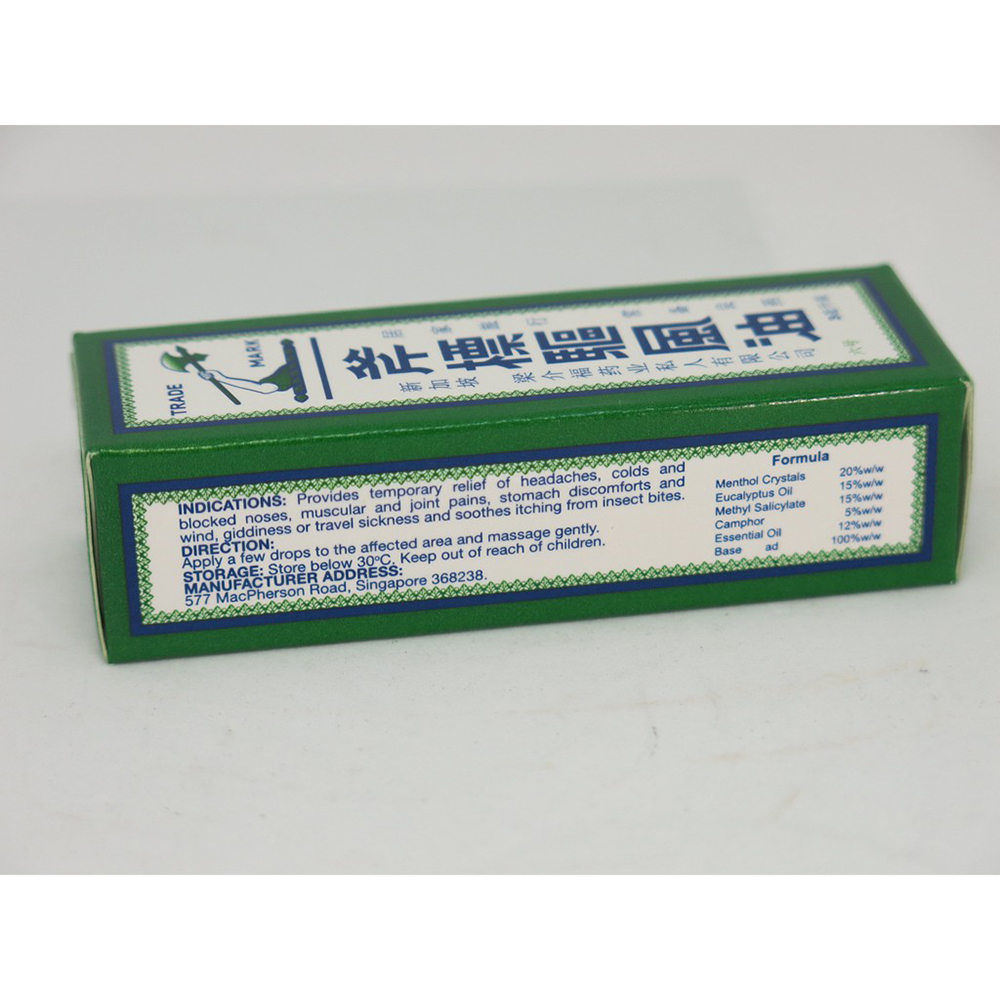 TRADE MARK
斧標驅風油
新加坡 梁介福药业私人有限公司
六号
INDICATIONS: Provides temporary relief of headaches, colds and
blocked noses, muscular and joint pains, stomach discomforts and
wind, giddiness or travel sickness and soothes itching from insect bites.
DIRECTION:
Apply a few drops to the affected area and massage gently.
STORAGE: Store below 30ºC. Keep out of reach of children.
MANUFACTURER ADDRESS:
577 MacPherson Road, Singapore 368238.
Formula
Menthol Crystals 20%w/w
Eucalyptus Oil 15%w/w
Methyl Salicylate 15%w/w
Camphor 5%w/w
Essential Oil 12%w/w
Base ad 100%w/w